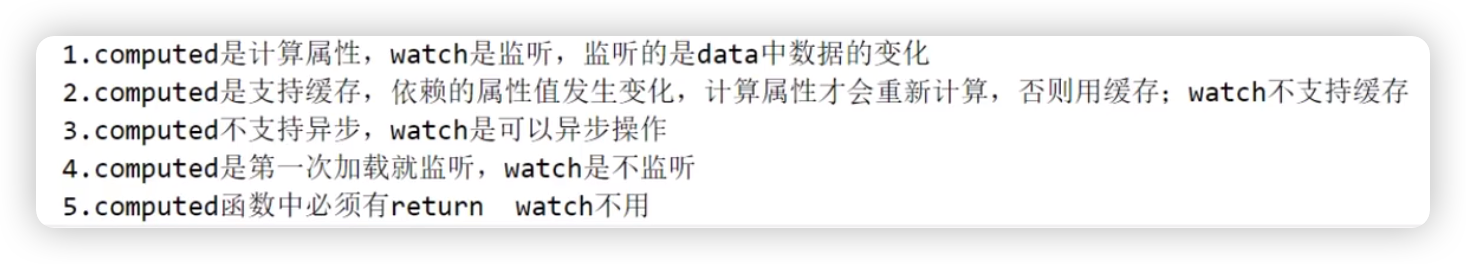 1.computed是计算属性，watch是监听，监听的是data中数据的变化
2.computed是支持缓存，依赖的属性值发生变化，计算属性才会重新计算，否则用缓存；watch不支持缓存
3.computed不支持异步，watch是可以异步操作
4.computed是第一次加载就监听，watch是不监听
5.computed函数中必须有return  watch不用